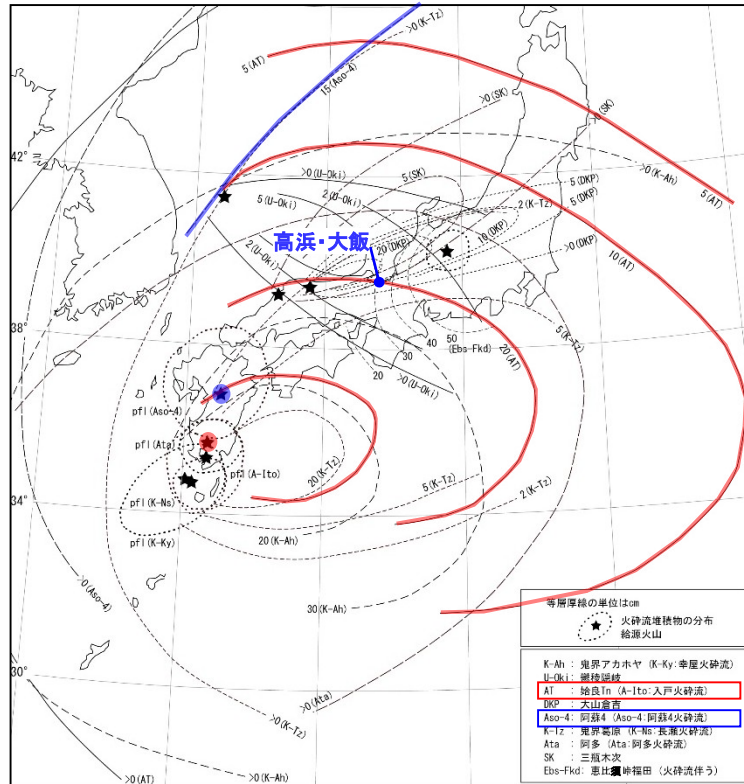 >0(K-Tz)
5(AT)
15(Aso-4)
>0(SK)
>0(SK)
42°
>0(U-Oki)
5(SK)
>0(K-Ah)
5(U-Oki)
2(U-Oki)
5(DKP)
5(DKP)
2(K-Tz)
5(AT)
高浜・大飯
20(DKP)
10(DKP)
2(U-Oki)
>0(DKP)
10(AT)
38°
40 50
30
(Ebs-Fkd)
5(K-Tz)
20(AT)
20
>0(U-Oki)
pfl(Aso-4)
pfl(Ata)
pfl(A-Ito)
20(K-Tz)
34°
pfl(K-Ns)
5(K-Tz)
2(K-Tz)
pfl(K-Ky)
20(K-Ah)
>0(Aso-4)
30(K-Ah)
30°
>0(Ata)
>0(K-Tz)
>0(AT)
>0(K-Ah)
等層厚線の単位はcm
火砕流堆積物の分布
給源火山
K-Ah : 鬼界アカホヤ (K-Ky:幸屋火砕流)
U-Oki: 鬱陵隠岐
AT : 姶良Tn (A-Ito:入戸火砕流)
DKP : 大山倉吉
Aso-4: 阿蘇4 (Aso-4:阿蘇4火砕流)
K-Tz : 鬼界葛原 (K-Ns:長瀬火砕流)
Ata : 阿多 (Ata:阿多火砕流)
SK : 三瓶木次
Ebs-Fkd: 恵比須峠福田 (火砕流伴う)